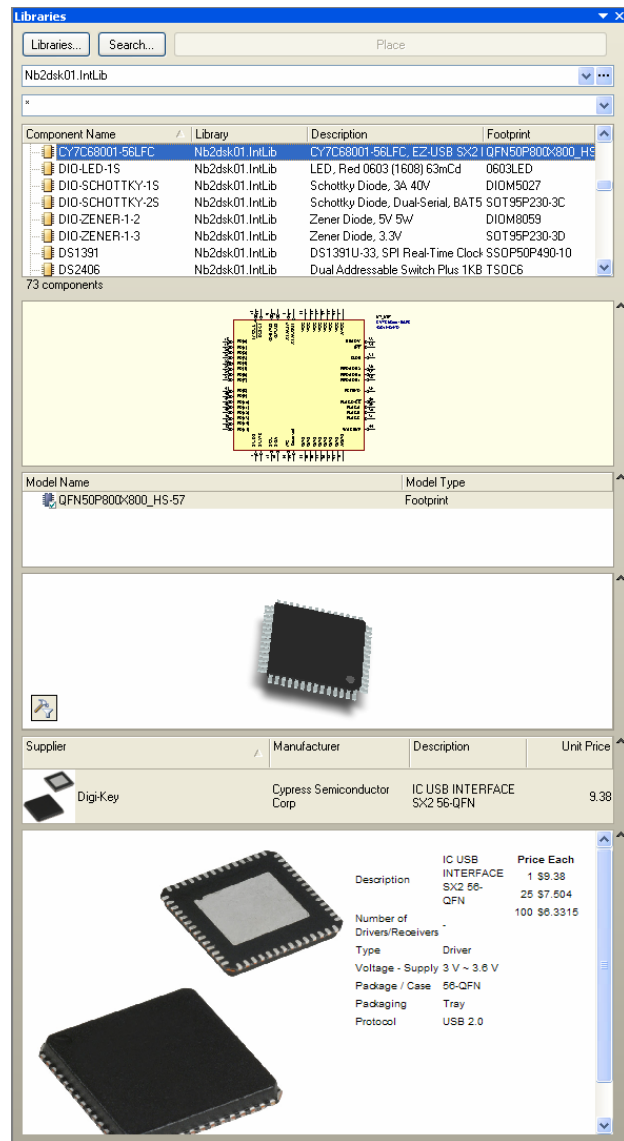 Libraries
Libraries... Search... Place
Nb2dsk01.IntLib
*
Component Name Library Description Footprint
CY7C68001-56LFC Nb2dsk01.IntLib CY7C68001-56LFC, EZ-USB SX2 I QFN50P800X800_HS
DIO-LED-1S Nb2dsk01.IntLib LED, Red 0603 (1608) 63mCd 0603LED
DIO-SCHOTTKY-1S Nb2dsk01.IntLib Schottky Diode, 3A 40V DIOM5027
DIO-SCHOTTKY-2S Nb2dsk01.IntLib Schottky Diode, Dual-Serial, BAT5 SOT95P230-3C
DIO-ZENER-1-2 Nb2dsk01.IntLib Zener Diode, 5V 5W DIOM8059
DIO-ZENER-1-3 Nb2dsk01.IntLib Zener Diode, 3.3V SOT95P230-3D
DS1391 Nb2dsk01.IntLib DS1391U-33, SPI Real-Time Clock SSOP50P490-10
DS2406 Nb2dsk01.IntLib Dual Addressable Switch Plus 1KB TSOC6
73 components
Model Name Model Type
QFN50P800X800_HS-57 Footprint
Supplier Manufacturer Description Unit Price
Digi-Key Cypress Semiconductor Corp IC USB INTERFACE SX2 56-QFN 9.38
Description IC USB INTERFACE SX2 56-QFN
Price Each
1 $9.38
25 $7.504
100 $6.3315
Number of Drivers/Receivers -
Type Driver
Voltage - Supply 3 V ~ 3.6 V
Package / Case 56-QFN
Packaging Tray
Protocol USB 2.0